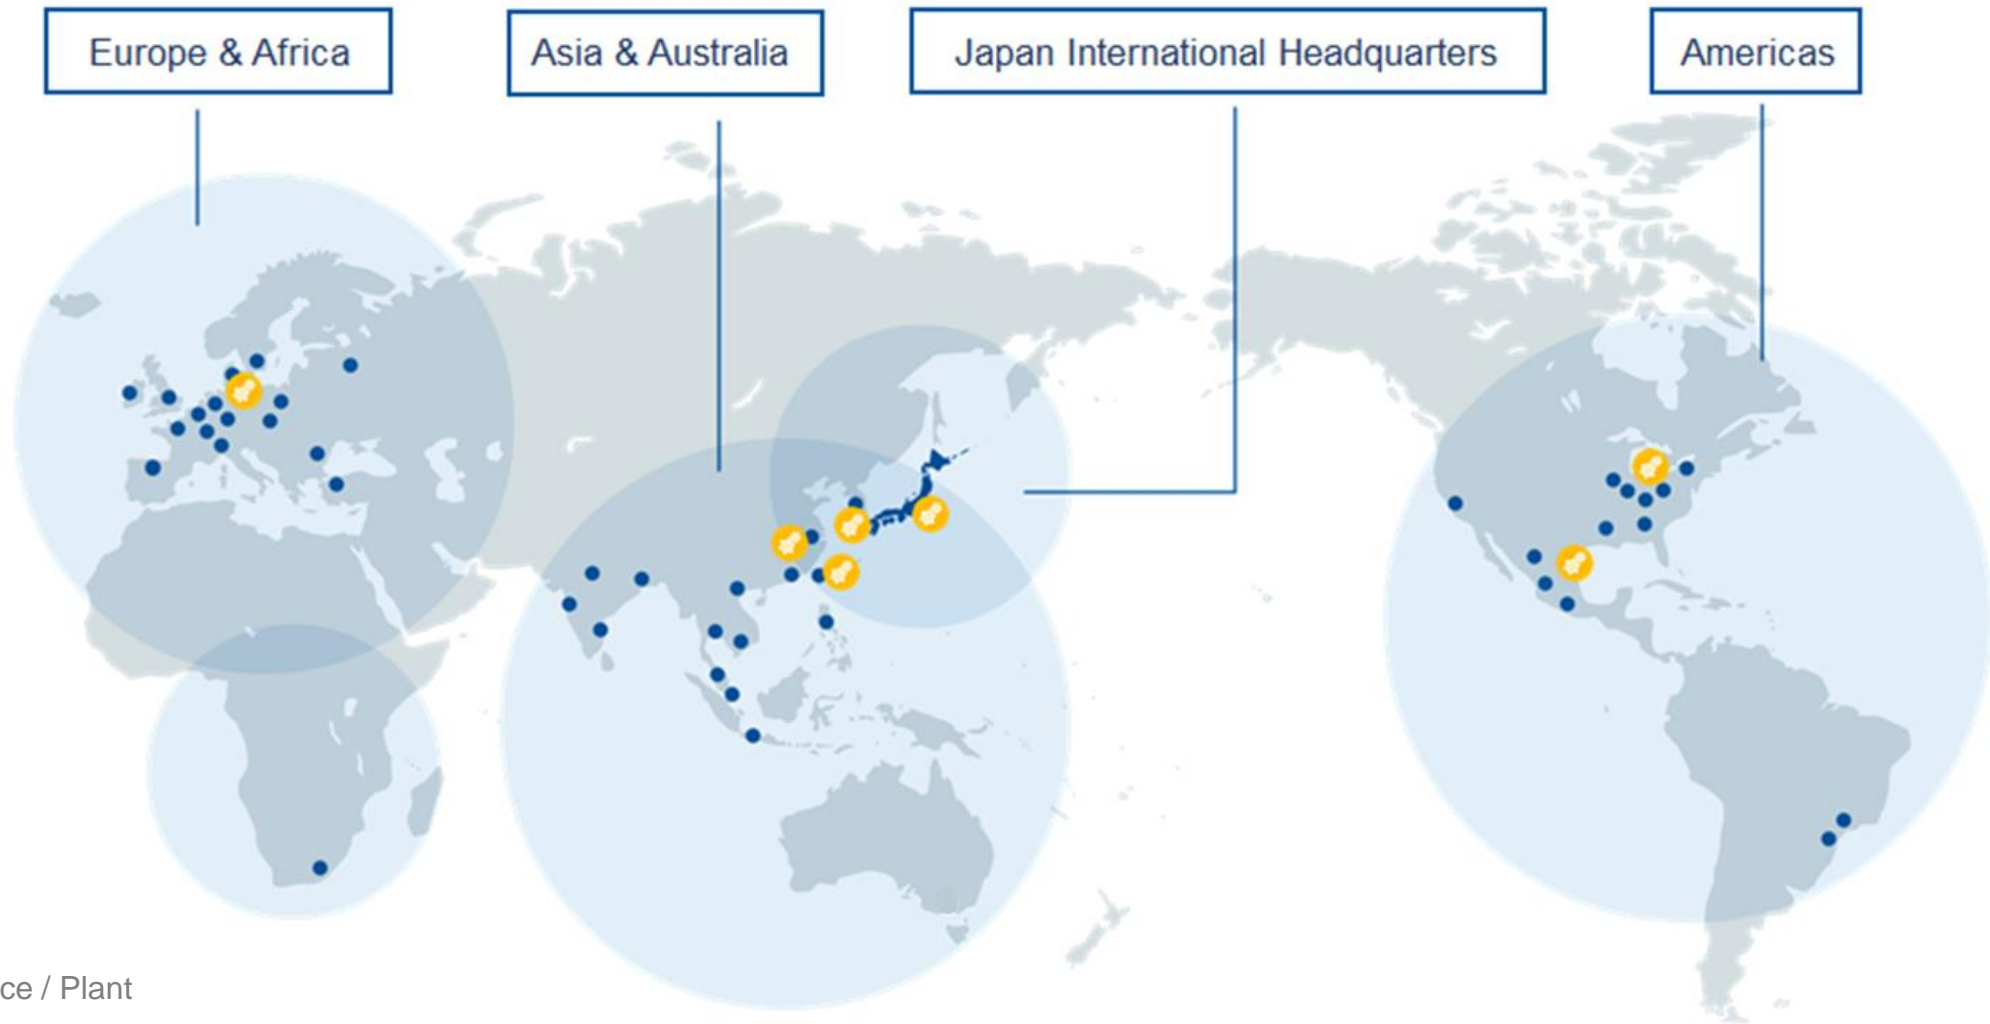 Europe & Africa
Asia & Australia
Japan International Headquarters
Americas
ce / Plant